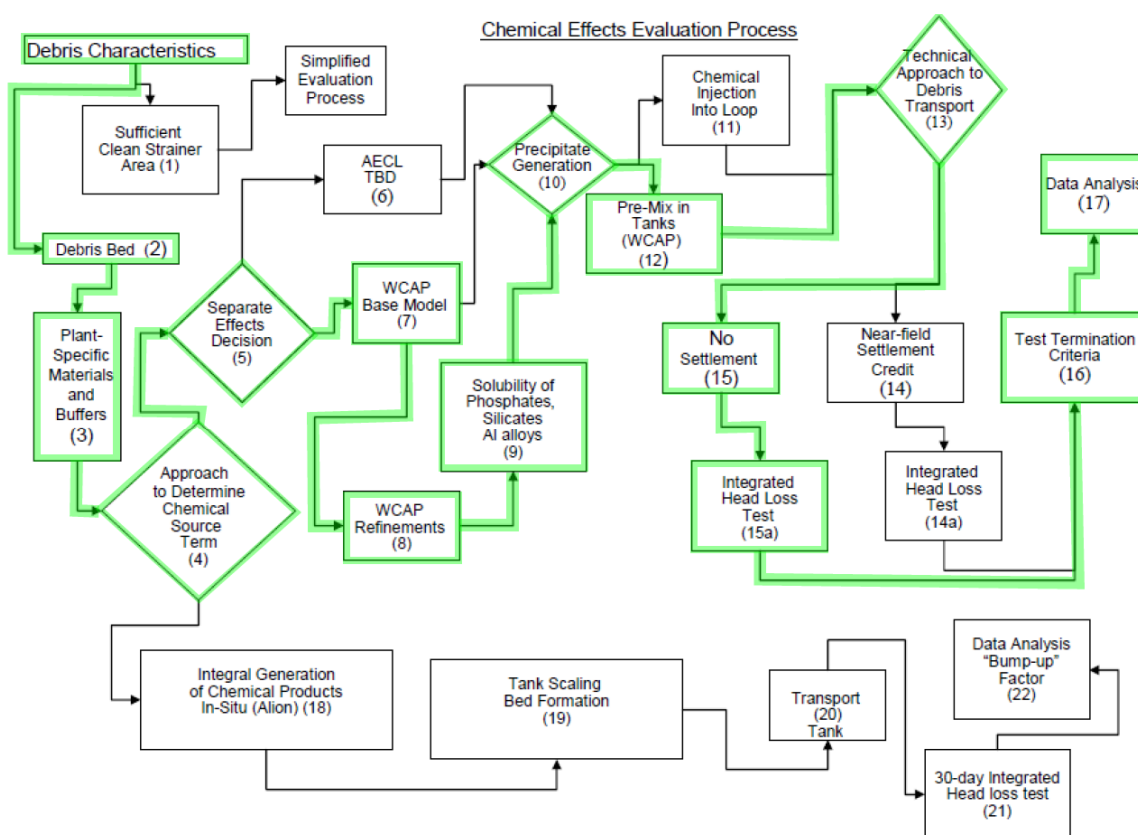 Chemical Effects Evaluation Process
Debris Characteristics
Simplified
Evaluation
Process
Sufficient
Clean Strainer
Area (1)
Debris Bed (2)
Plant-
Specific
Materials
and
Buffers
(3)
Approach
to Determine
Chemical
Source
Term
(4)
Separate
Effects
Decision
(5)
AECL
TBD
(6)
WCAP
Base Model
(7)
WCAP
Refinements
(8)
Solubility of
Phosphates,
Silicates
Al alloys
(9)
Precipitate
Generation
(10)
Chemical
Injection
Into Loop
(11)
Pre-Mix in
Tanks
(WCAP)
(12)
Technical
Approach to
Debris
Transport
(13)
Near-field
Settlement
Credit
(14)
Integrated
Head Loss
Test
(14a)
No
Settlement
(15)
Integrated
Head Loss
Test
(15a)
Test Termination
Criteria
(16)
Data Analysis
(17)
Integral Generation
of Chemical Products
In-Situ (Alion) (18)
Tank Scaling
Bed Formation
(19)
Transport
(20)
Tank
30-day Integrated
Head loss test
(21)
Data Analysis
“Bump-up”
Factor
(22)